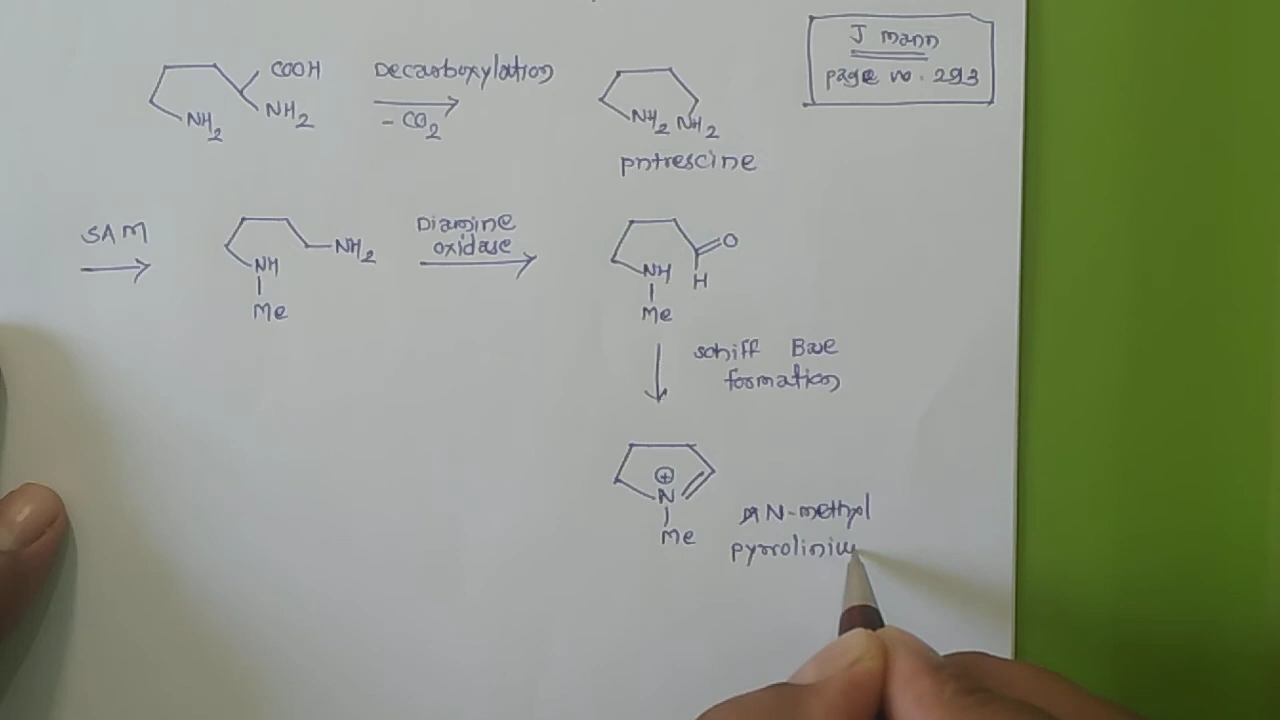 J mann
page no. 293
COOH
NH2
NH2
Decarboxylation
- CO2
NH2 NH2
putrescine
SAM
NH2
NH
Me
Diamine
oxidase
O
H
NH
Me
schiff Base
formation
+
N
Me
N-methyl
pyrroliniu